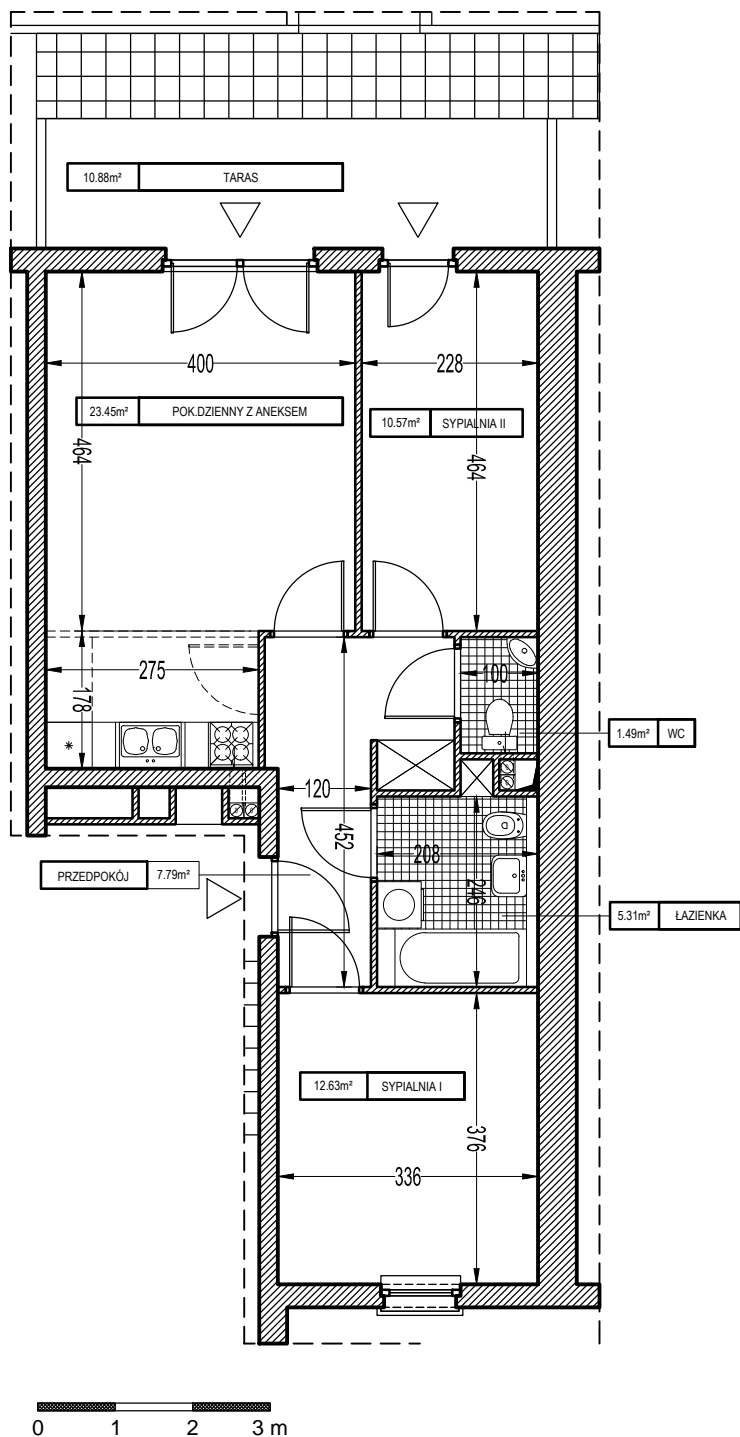 10.88m² TARAS
400
228
23.45m² POK.DZIENNY Z ANEKSEM
10.57m² SYPIALNIA II
464
464
275
178
100
1.49m² WC
120
452
208
246
PRZEDPOKÓJ 7.79m²
5.31m² ŁAZIENKA
12.63m² SYPIALNIA I
376
336
0 1 2 3 m